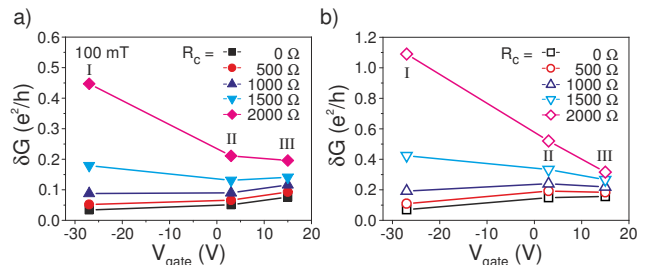 a)
100 mT
R_c =
0 Ω
500 Ω
1000 Ω
1500 Ω
2000 Ω
I
II
III
0.6
0.5
0.4
0.3
0.2
0.1
0.0
δG (e²/h)
-30
-20
-10
0
10
20
V_gate (V)
b)
R_c =
0 Ω
500 Ω
1000 Ω
1500 Ω
2000 Ω
I
II
III
1.2
1.0
0.8
0.6
0.4
0.2
0.0
δG (e²/h)
-30
-20
-10
0
10
20
V_gate (V)